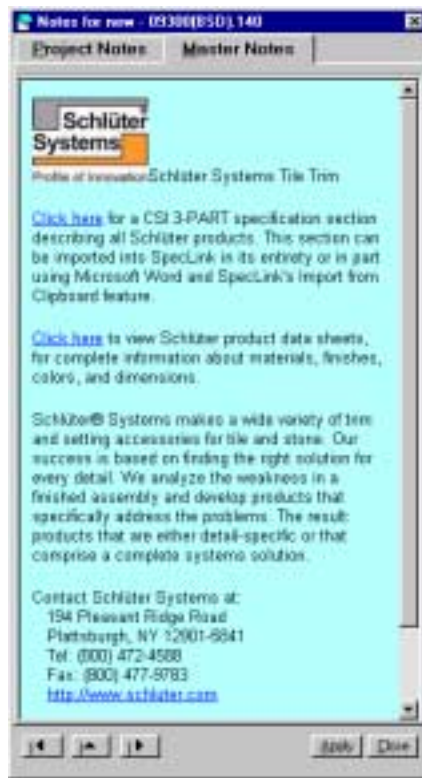 Notes for new - 09300[BSD].140
Project Notes Master Notes
Schlüter
Systems
Profile of Innovation Schlüter Systems Tile Trim
Click here for a CSI 3-PART specification section
describing all Schlüter products. This section can
be imported into SpecLink in its entirety or in part
using Microsoft Word and SpecLink's Import from
Clipboard feature.
Click here to view Schlüter product data sheets,
for complete information about materials, finishes,
colors, and dimensions.
Schlüter® Systems makes a wide variety of trim
and setting accessories for tile and stone. Our
success is based on finding the right solution for
every detail. We analyze the weakness in a
finished assembly and develop products that
specifically address the problems. The result:
products that are either detail-specific or that
comprise a complete systems solution.
Contact Schlüter Systems at:
194 Pleasant Ridge Road
Plattsburgh, NY 12901-5841
Tel: (800) 472-4588
Fax: (800) 477-9783
http://www.schluter.com
Apply Close